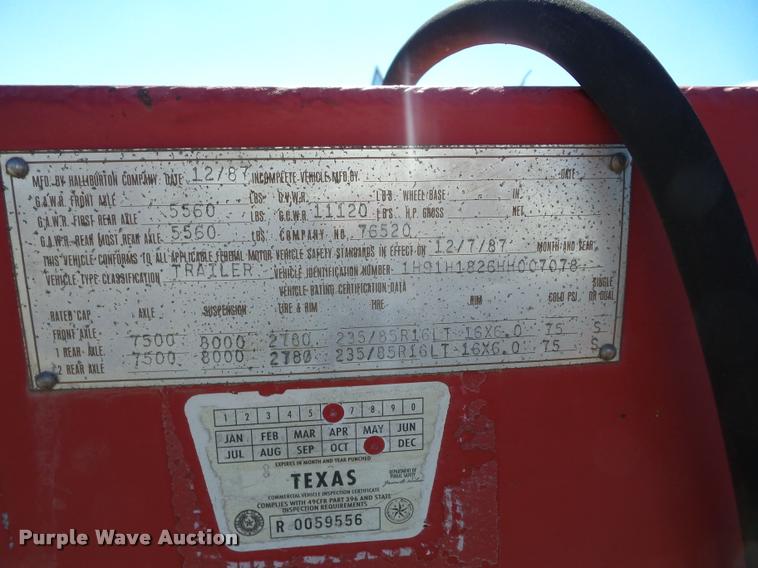 MFD. BY HALLIBURTON COMPANY DATE 12/87 INCOMPLETE VEHICLE MFD. BY DATE
G.A.W.R. FRONT AXLE LBS. G.V.W.R. LBS. WHEEL BASE IN.
G.A.W.R. FIRST REAR AXLE 5560 LBS. G.C.W.R. 11120 LBS. H.P. GROSS NET
G.A.W.R. REAR MOST REAR AXLE 5560 LBS. COMPANY NO. 76520
THIS VEHICLE CONFORMS TO ALL APPLICABLE FEDERAL MOTOR VEHICLE SAFETY STANDARDS IN EFFECT ON 12/7/87 MONTH AND YEAR
VEHICLE TYPE CLASSIFICATION TRAILER VEHICLE IDENTIFICATION NUMBER 1H91H1826HH007078
VEHICLE RATING CERTIFICATION DATA
RATED CAP. AXLE SUSPENSION TIRE & RIM TIRE RIM COLD PSI SINGLE OR DUAL
FRONT AXLE
1 REAR AXLE 7500 8000 2780 235/85R16LT 16X6.0 75 S
2 REAR AXLE 7500 8000 2780 235/85R16LT 16X6.0 75 S
1 2 3 4 5 7 8 9 0
JAN FEB MAR APR MAY JUN
JUL AUG SEP OCT DEC
8
EXPIRES IN MONTH AND YEAR PUNCHED
TEXAS
DEPARTMENT OF PUBLIC SAFETY
COMMERCIAL VEHICLE INSPECTION CERTIFICATE
COMPLIES WITH 49CFR PART 396 AND STATE
INSPECTION REQUIREMENTS
R 0059556
Purple Wave Auction